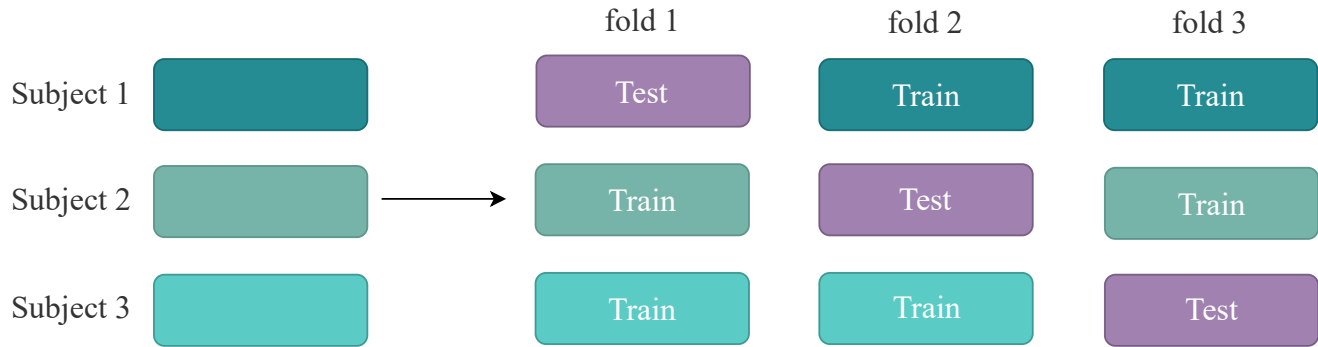 fold 1 fold 2 fold 3
Subject 1 Test Train Train
Subject 2 Train Test Train
Subject 3 Train Train Test